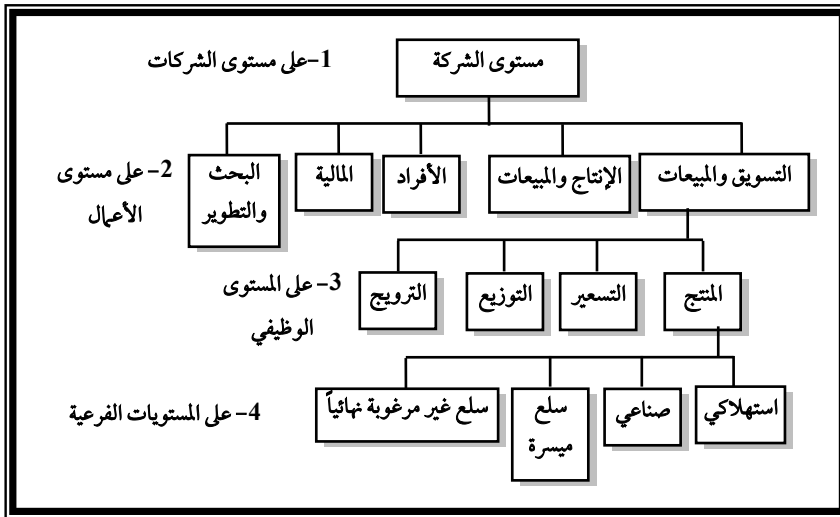 1-على مستوى الشركات
مستوى الشركة
2- على مستوى
الأعمال
التسويق والمبيعات
الإنتاج والمبيعات
الأفراد
المالية
البحث
والتطوير
3- على المستوى
الوظيفي
المنتج
التسعير
التوزيع
الترويج
4- على المستويات الفرعية
استهلاكي
صناعي
سلع
ميسرة
سلع غير مرغوبة نهائياً